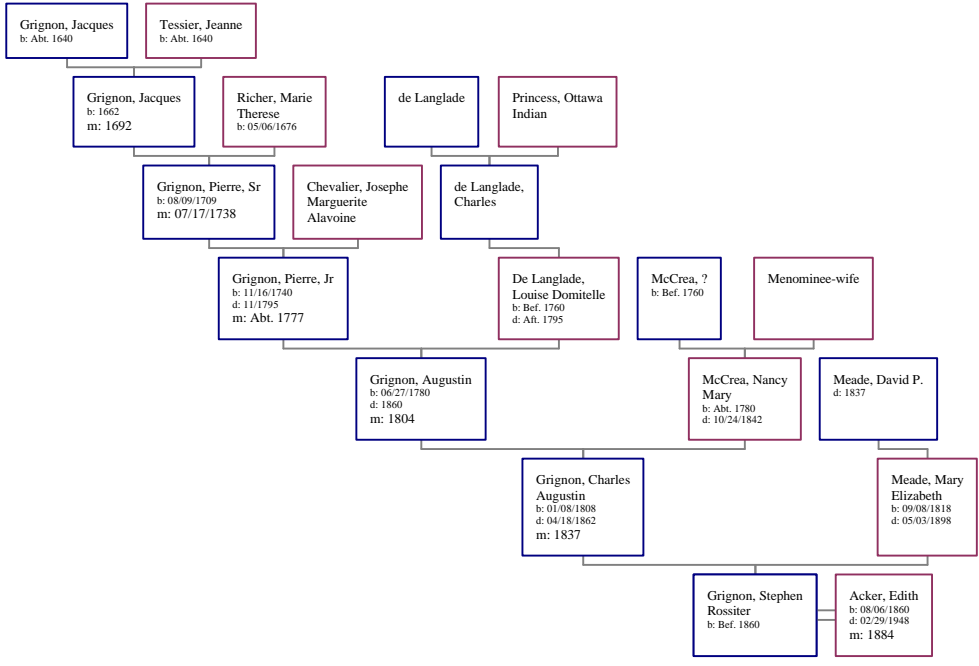 Grignon, Jacques
b: Abt. 1640
Tessier, Jeanne
b: Abt. 1640
Grignon, Jacques
b: 1662
m: 1692
Richer, Marie
Therese
b: 05/06/1676
de Langlade
Princess, Ottawa
Indian
Grignon, Pierre, Sr
b: 08/09/1709
m: 07/17/1738
Chevalier, Josephe
Marguerite
Alavoine
de Langlade,
Charles
Grignon, Pierre, Jr
b: 11/16/1740
d: 11/1795
m: Abt. 1777
De Langlade,
Louise Domitelle
b: Bef. 1760
d: Aft. 1795
McCrea, ?
b: Bef. 1760
Menominee-wife
Grignon, Augustin
b: 06/27/1780
d: 1860
m: 1804
McCrea, Nancy
Mary
b: Abt. 1780
d: 10/24/1842
Meade, David P.
d: 1837
Grignon, Charles
Augustin
b: 01/08/1808
d: 04/18/1862
m: 1837
Meade, Mary
Elizabeth
b: 09/08/1818
d: 05/03/1898
Grignon, Stephen
Rossiter
b: Bef. 1860
Acker, Edith
b: 08/06/1860
d: 02/29/1948
m: 1884